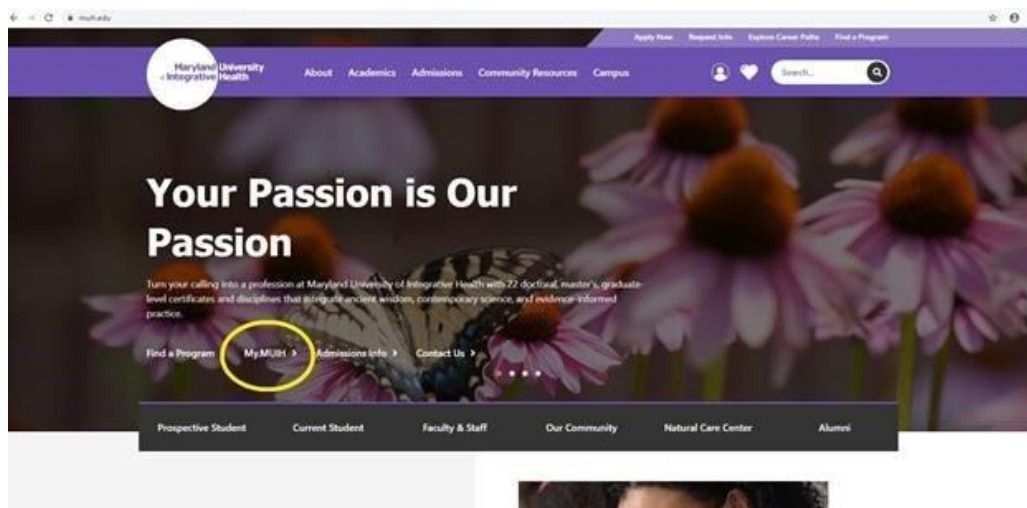 muih.edu
Apply Now Request Info Explore Career Paths Find a Program
Maryland University
of Integrative Health
About Academics Admissions Community Resources Campus
Search...
Your Passion is Our
Passion
Turn your calling into a profession at Maryland University of Integrative Health with 22 doctoral, master's, graduate-
level certificates and disciplines that integrate ancient wisdom, contemporary science, and evidence-informed
practice.
Find a Program My.MUIH > Admissions Info > Contact Us >
Prospective Student Current Student Faculty & Staff Our Community Natural Care Center Alumni